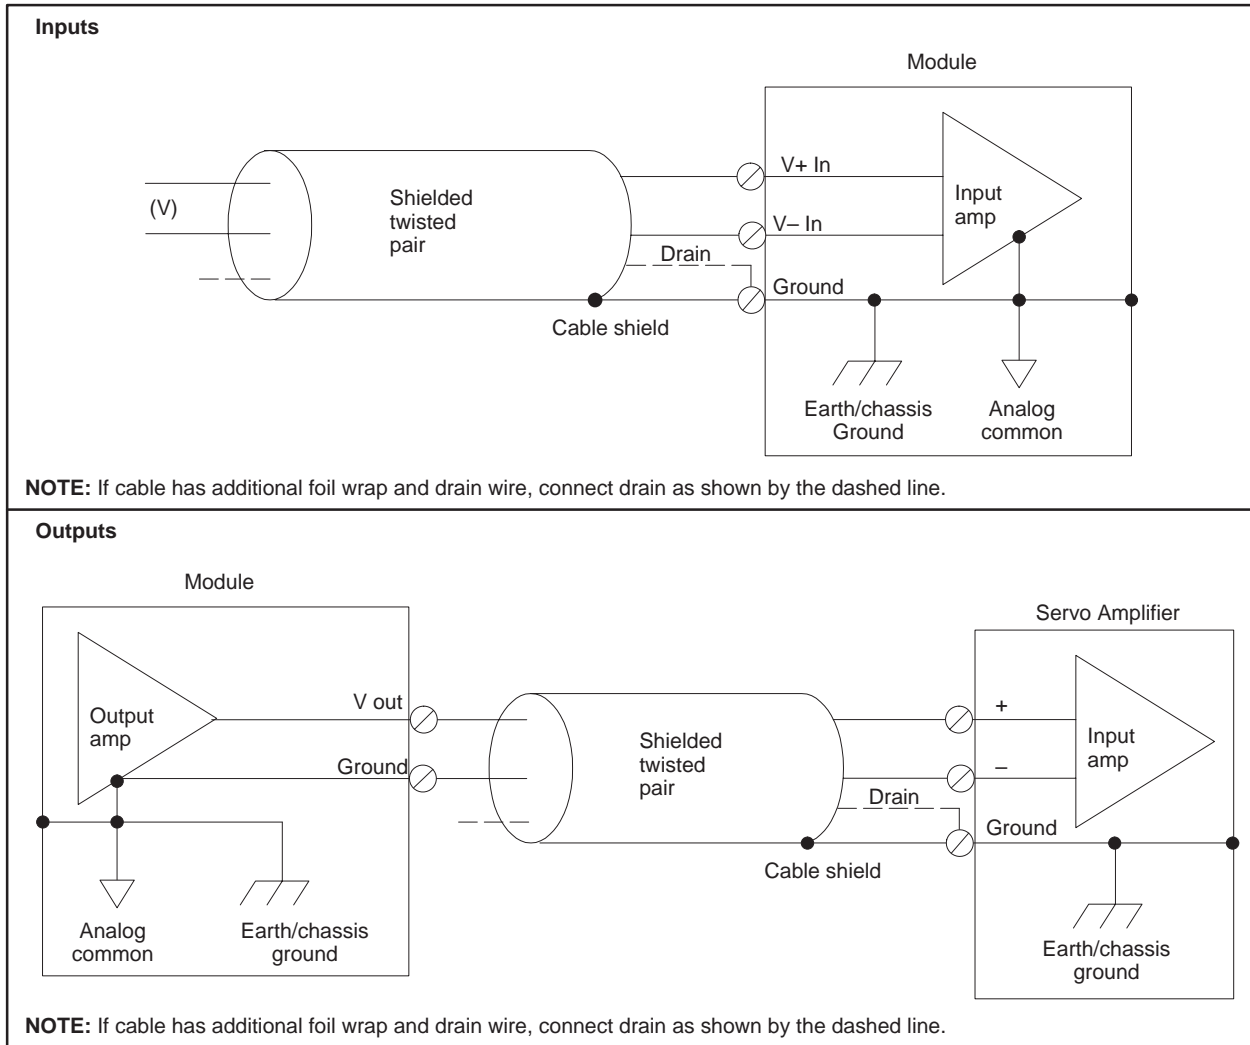 Inputs
Module
V+ In
(V)
Shielded
twisted
pair
Input
amp
V– In
Drain
Ground
Cable shield
Earth/chassis
Ground
Analog
common
NOTE: If cable has additional foil wrap and drain wire, connect drain as shown by the dashed line.
Outputs
Module
Servo Amplifier
V out
+
Output
amp
Shielded
twisted
pair
Input
amp
Ground
–
Drain
Ground
Cable shield
Analog
common
Earth/chassis
ground
Earth/chassis
ground
NOTE: If cable has additional foil wrap and drain wire, connect drain as shown by the dashed line.